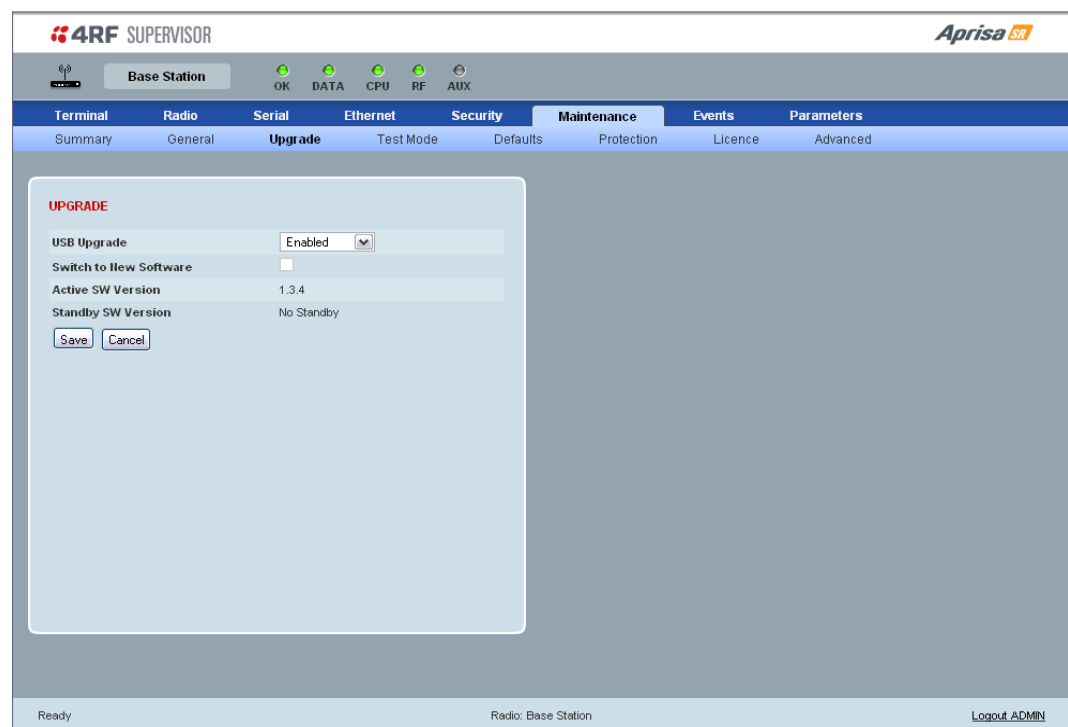 4RF SUPERVISOR
Aprisa SR
Base Station
OK DATA CPU RF AUX
Terminal Radio Serial Ethernet Security Maintenance Events Parameters
Summary General Upgrade Test Mode Defaults Protection Licence Advanced
UPGRADE
USB Upgrade Enabled
Switch to New Software
Active SW Version 1.3.4
Standby SW Version No Standby
Save Cancel
Ready Radio: Base Station Logout ADMIN